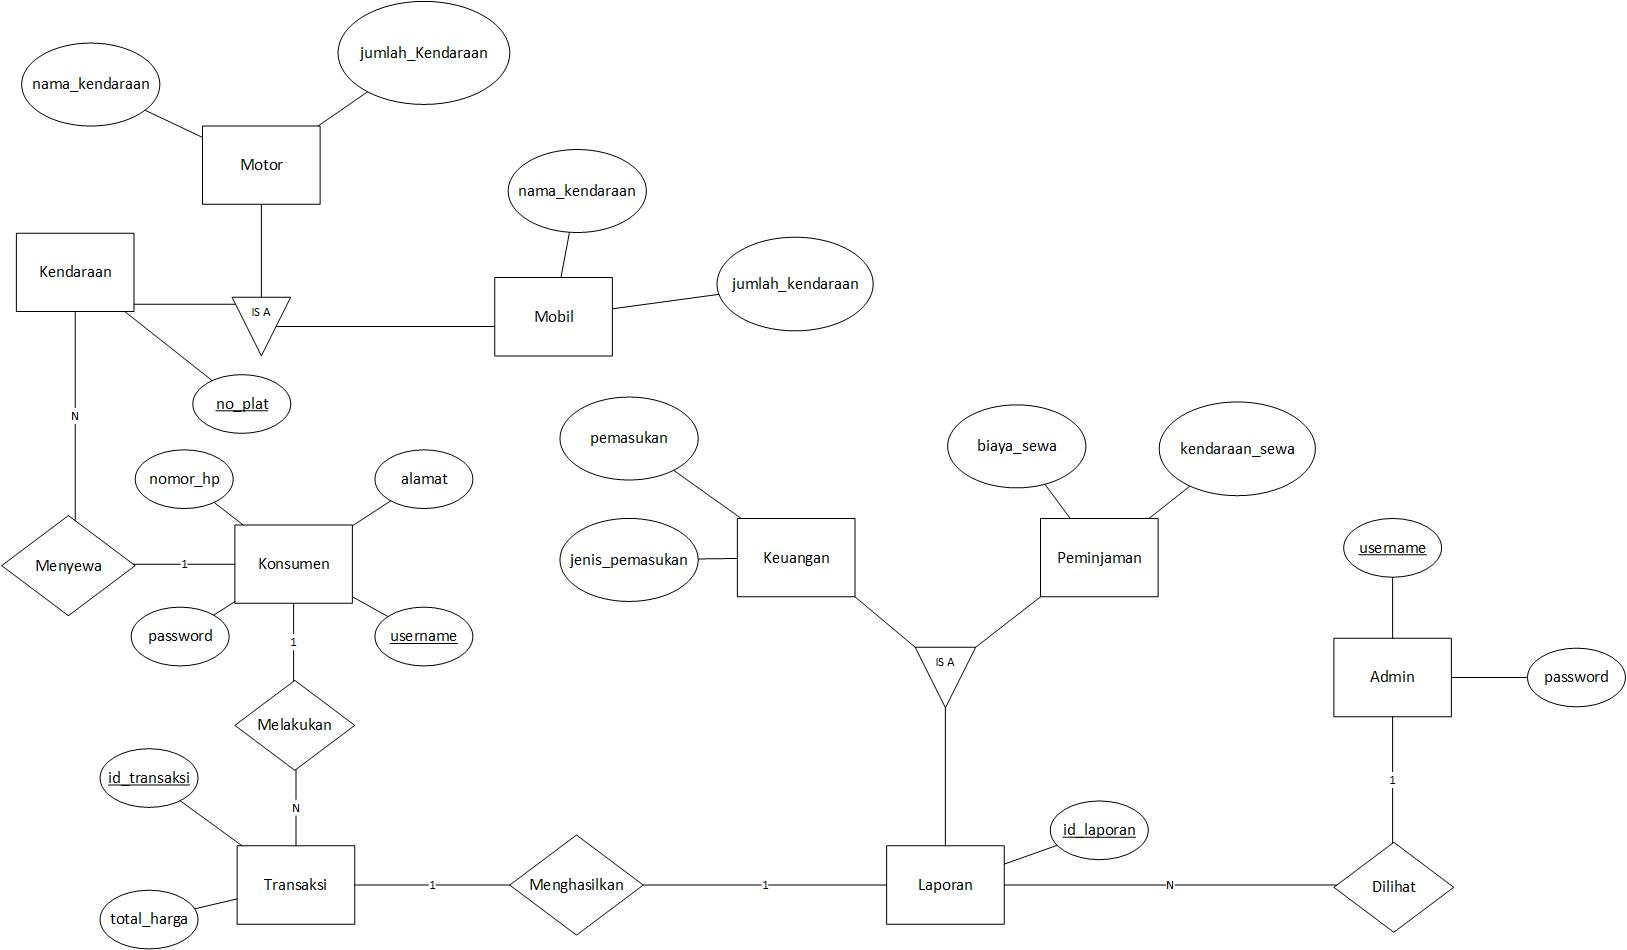 jumlah_Kendaraan
nama_kendaraan
Motor
nama_kendaraan
Kendaraan
jumlah_kendaraan
IS A
Mobil
no_plat
N
pemasukan
biaya_sewa
kendaraan_sewa
nomor_hp
alamat
username
Menyewa
1
Konsumen
jenis_pemasukan
Keuangan
Peminjaman
password
username
1
IS A
Admin
password
Melakukan
id_transaksi
1
N
id_laporan
Transaksi
1
Menghasilkan
1
Laporan
N
Dilihat
total_harga